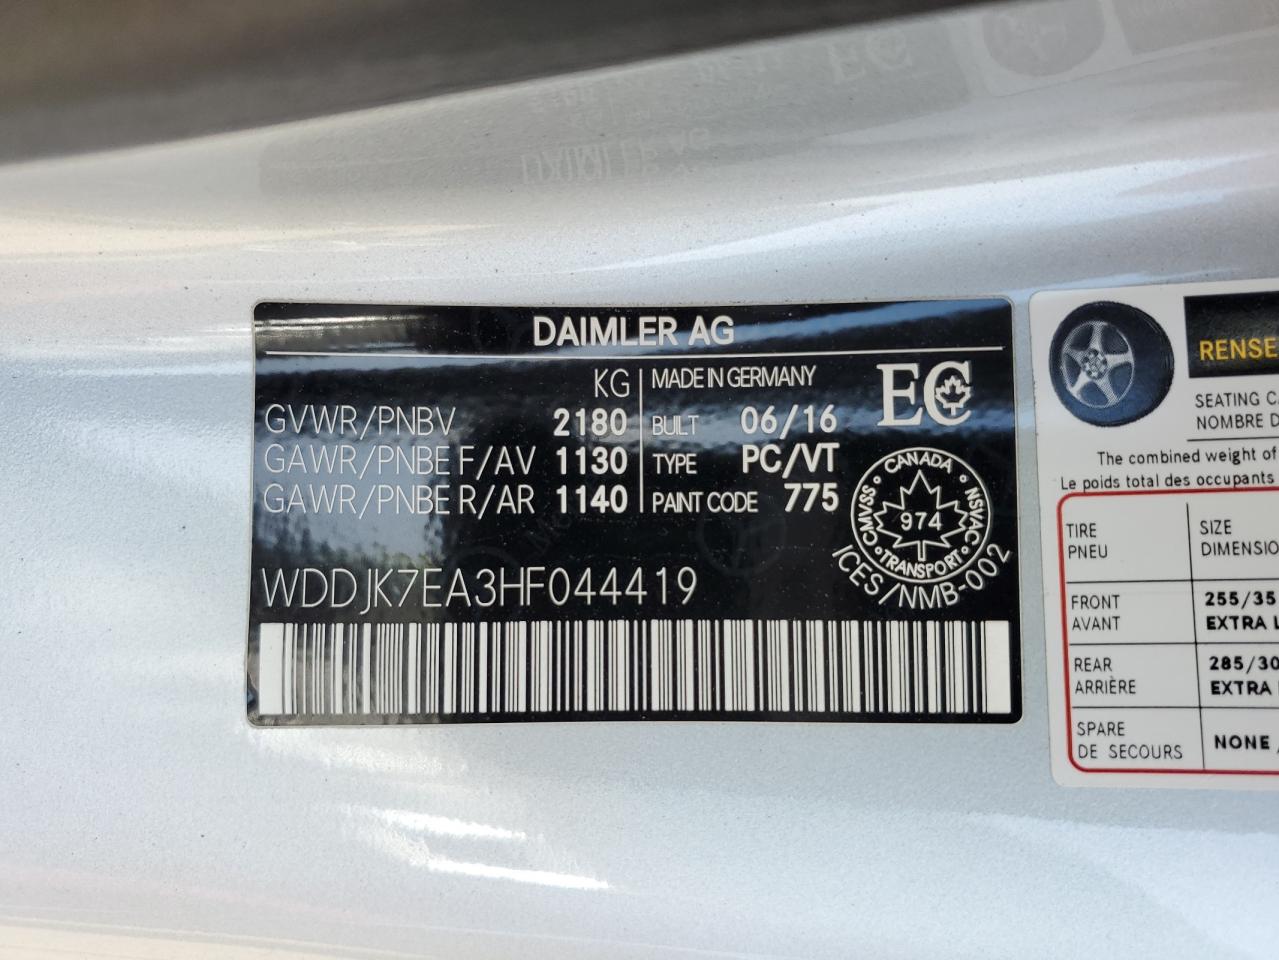 DAIMLER AG
KG
GVWR/PNBV 2180
GAWR/PNBE F/AV 1130
GAWR/PNBE R/AR 1140
MADE IN GERMANY
BUILT 06/16
TYPE PC/VT
PAINT CODE 775
EC
CANADA
CMVSS 974 NSVAC
TRANSPORT
ICES/NMB-002
WDDJK7EA3HF044419
RENSE
SEATING C
NOMBRE D
The combined weight of
Le poids total des occupants
TIRE SIZE
PNEU DIMENSIO
FRONT 255/35
AVANT EXTRA L
REAR 285/30
ARRIÈRE EXTRA
SPARE NONE
DE SECOURS